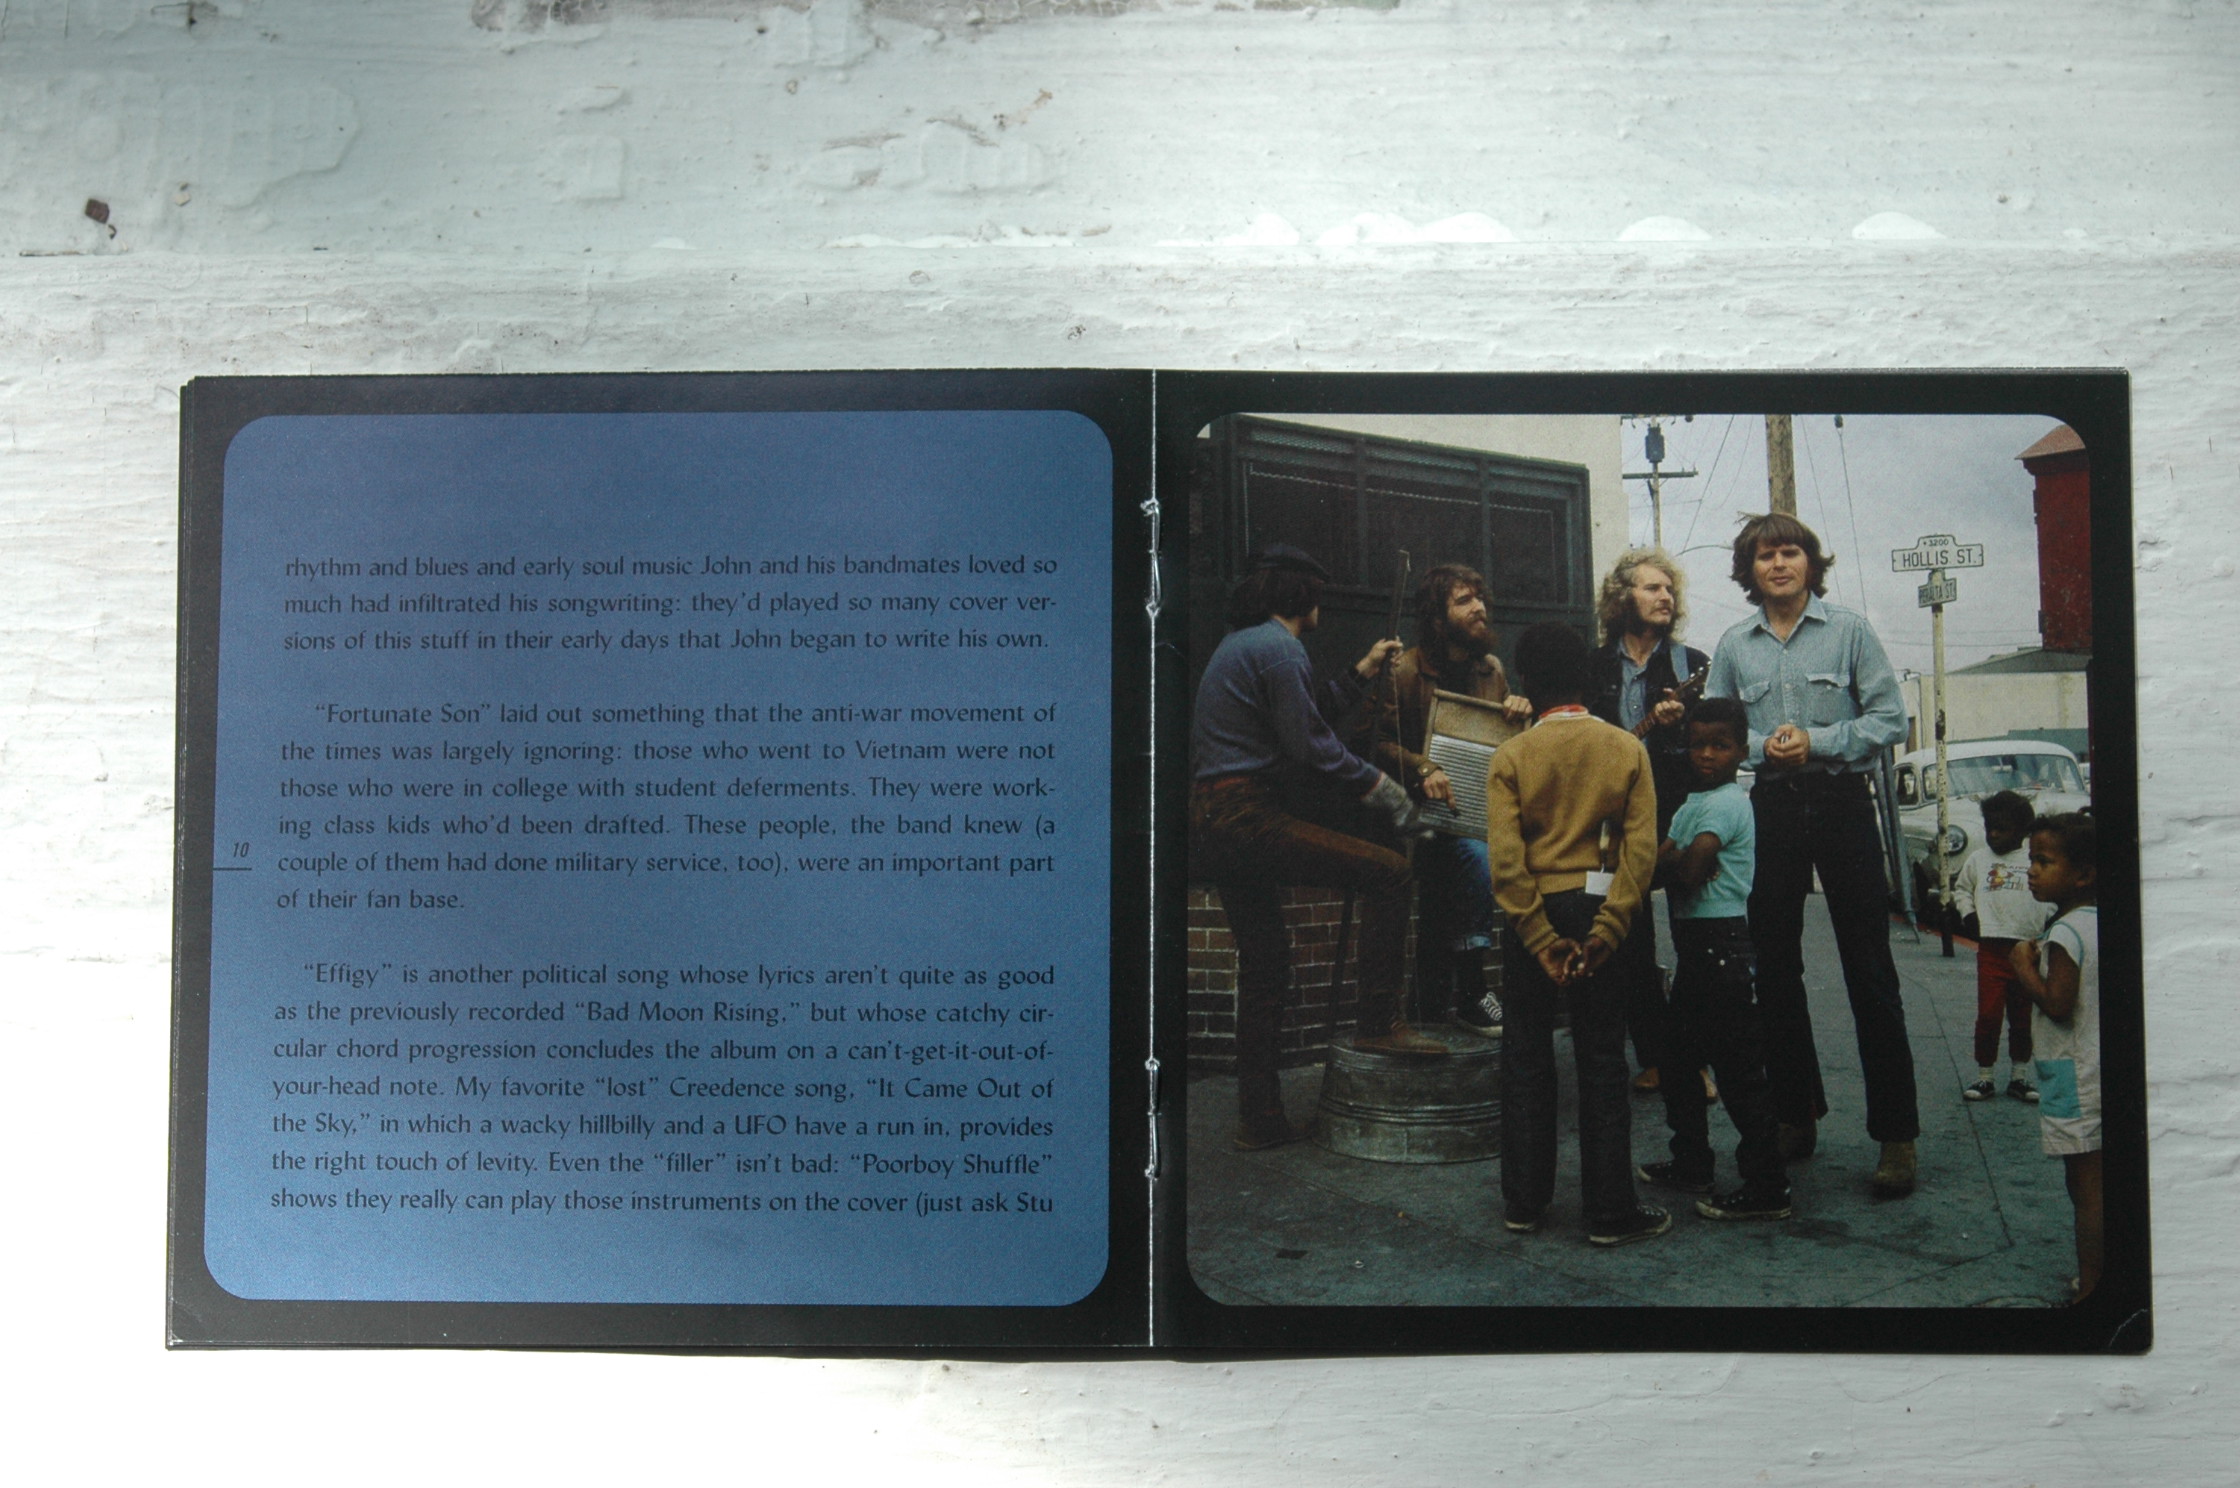 rhythm and blues and early soul music John and his bandmates loved so
much had infiltrated his songwriting: they'd played so many cover ver-
sions of this stuff in their early days that John began to write his own.
"Fortunate Son" laid out something that the anti-war movement of
the times was largely ignoring: those who went to Vietnam were not
those who were in college with student deferments. They were work-
ing class kids who'd been drafted. These people, the band knew (a
couple of them had done military service, too), were an important part
of their fan base.
"Effigy" is another political song whose lyrics aren't quite as good
as the previously recorded "Bad Moon Rising," but whose catchy cir-
cular chord progression concludes the album on a can't-get-it-out-of-
your-head note. My favorite "lost" Creedence song, "It Came Out of
the Sky," in which a wacky hillbilly and a UFO have a run in, provides
the right touch of levity. Even the "filler" isn't bad: "Poorboy Shuffle"
shows they really can play those instruments on the cover (just ask Stu
10
3200
HOLLIS ST.
PERALTA ST